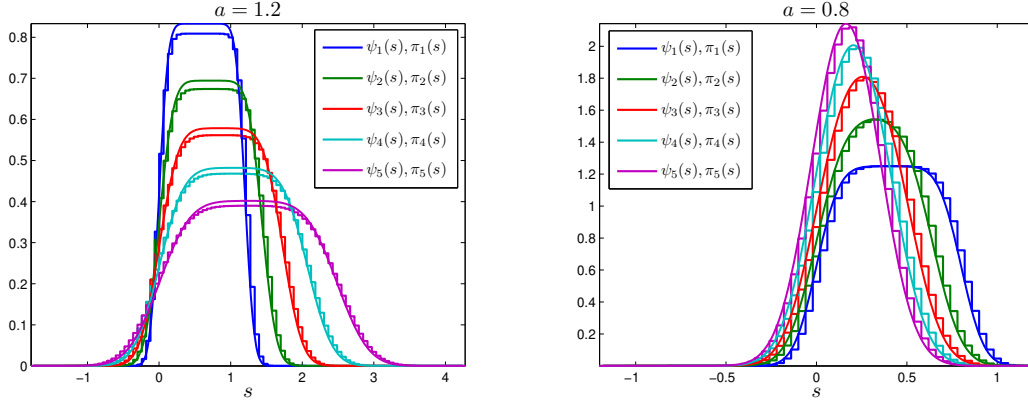 a = 1.2
0.8
0.7
0.6
0.5
0.4
0.3
0.2
0.1
0
−1
0
1
2
3
4
s
ψ₁(s), π₁(s)
ψ₂(s), π₂(s)
ψ₃(s), π₃(s)
ψ₄(s), π₄(s)
ψ₅(s), π₅(s)
a = 0.8
2
1.8
1.6
1.4
1.2
1
0.8
0.6
0.4
0.2
−1
−0.5
0
0.5
1
s
ψ₁(s), π₁(s)
ψ₂(s), π₂(s)
ψ₃(s), π₃(s)
ψ₄(s), π₄(s)
ψ₅(s), π₅(s)